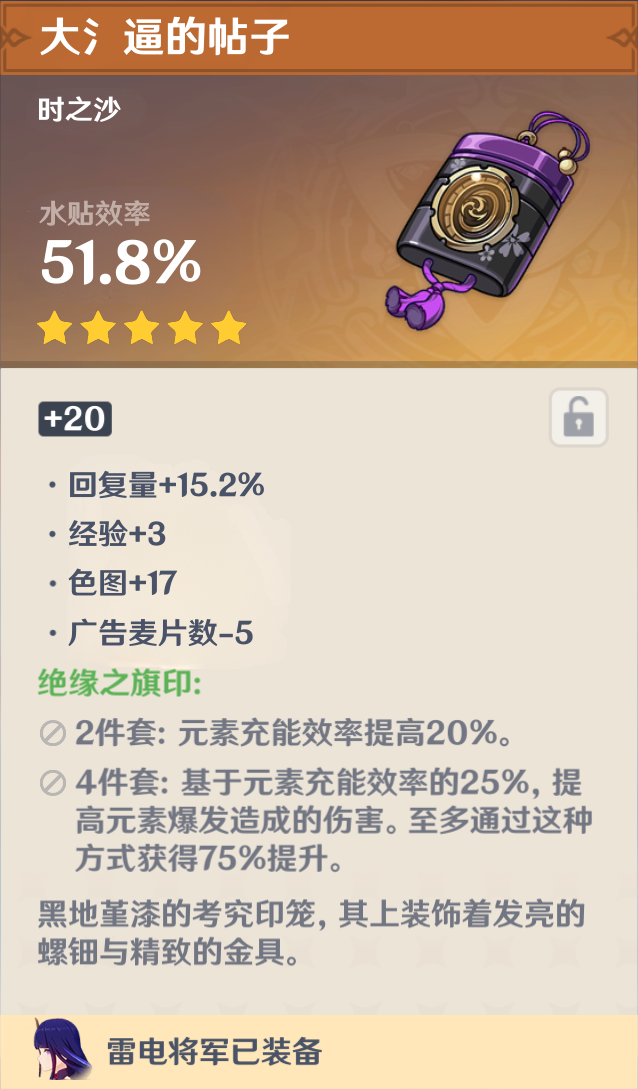 大氵逼的帖子
时之沙
水贴效率
51.8%
+20
·回复量+15.2%
·经验+3
·色图+17
·广告麦片数-5
绝缘之旗印:
2件套: 元素充能效率提高20%。
4件套: 基于元素充能效率的25%, 提
高元素爆发造成的伤害。至多通过这种
方式获得75%提升。
黑地堇漆的考究印笼, 其上装饰着发亮的
螺钿与精致的金具。
雷电将军已装备